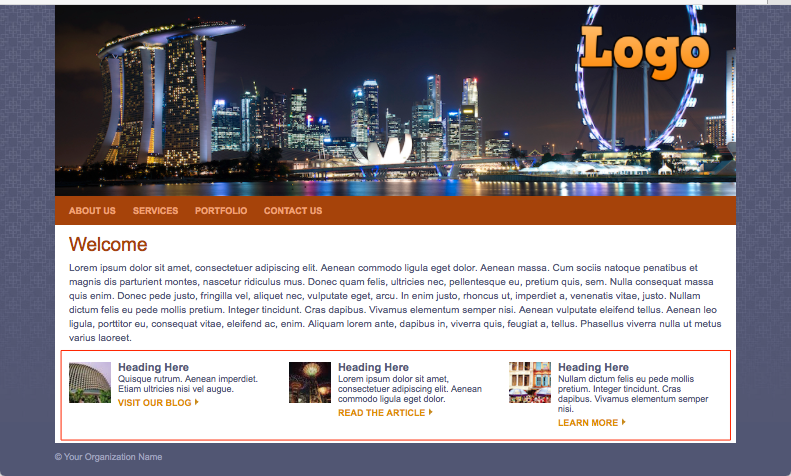 Logo
ABOUT US SERVICES PORTFOLIO CONTACT US
Welcome
Lorem ipsum dolor sit amet, consectetuer adipiscing elit. Aenean commodo ligula eget dolor. Aenean massa. Cum sociis natoque penatibus et
magnis dis parturient montes, nascetur ridiculus mus. Donec quam felis, ultricies nec, pellentesque eu, pretium quis, sem. Nulla consequat massa
quis enim. Donec pede justo, fringilla vel, aliquet nec, vulputate eget, arcu. In enim justo, rhoncus ut, imperdiet a, venenatis vitae, justo. Nullam
dictum felis eu pede mollis pretium. Integer tincidunt. Cras dapibus. Vivamus elementum semper nisi. Aenean vulputate eleifend tellus. Aenean leo
ligula, porttitor eu, consequat vitae, eleifend ac, enim. Aliquam lorem ante, dapibus in, viverra quis, feugiat a, tellus. Phasellus viverra nulla ut metus
varius laoreet.
Heading Here
Quisque rutrum. Aenean imperdiet.
Etiam ultricies nisi vel augue.
VISIT OUR BLOG
Heading Here
Lorem ipsum dolor sit amet,
consectetuer adipiscing elit. Aenean
commodo ligula eget dolor.
READ THE ARTICLE
Heading Here
Nullam dictum felis eu pede mollis
pretium. Integer tincidunt. Cras
dapibus. Vivamus elementum semper
nisi.
LEARN MORE
© Your Organization Name